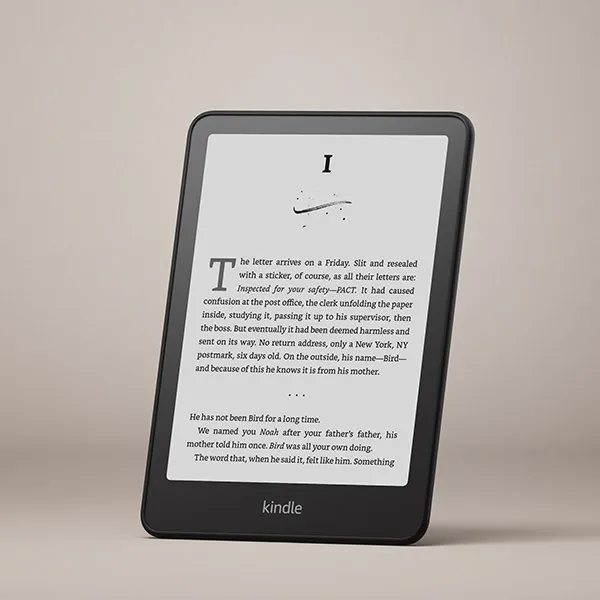 I
The letter arrives on a Friday. Slit and resealed
with a sticker, of course, as all their letters are:
Inspected for your safety—PACT. It had caused
confusion at the post office, the clerk unfolding the paper
inside, studying it, passing it up to his supervisor, then
the boss. But eventually it had been deemed harmless and
sent on its way. No return address, only a New York, NY
postmark, six days old. On the outside, his name—Bird—
and because of this he knows it is from his mother.
. . .
He has not been Bird for a long time.
We named you Noah after your father's father, his
mother told him once. Bird was all your own doing.
The word that, when he said it, felt like him. Something
kindle